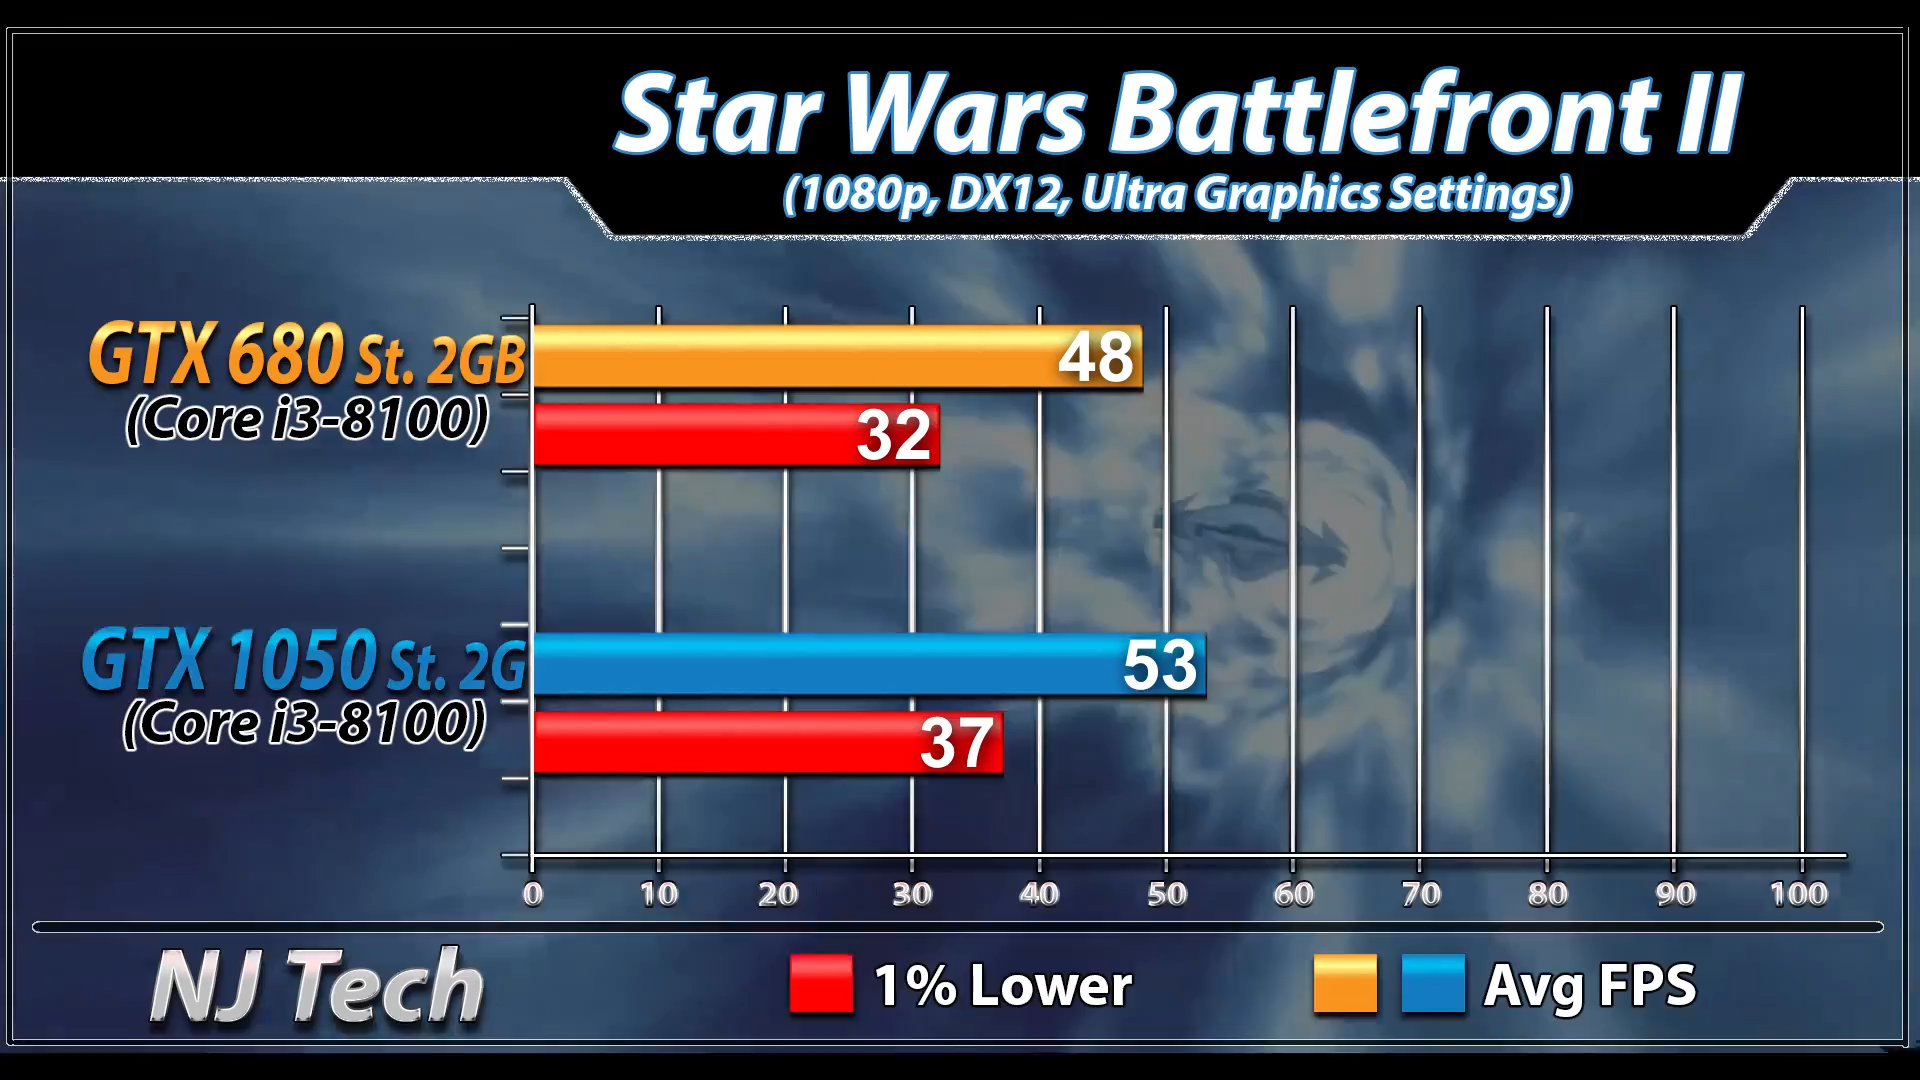 Star Wars Battlefront II
(1080p, DX12, Ultra Graphics Settings)
GTX 680 St. 2GB
(Core i3-8100)
48
32
GTX 1050 St. 2G
(Core i3-8100)
53
37
0 10 20 30 40 50 60 70 80 90 100
NJ Tech
1% Lower
Avg FPS